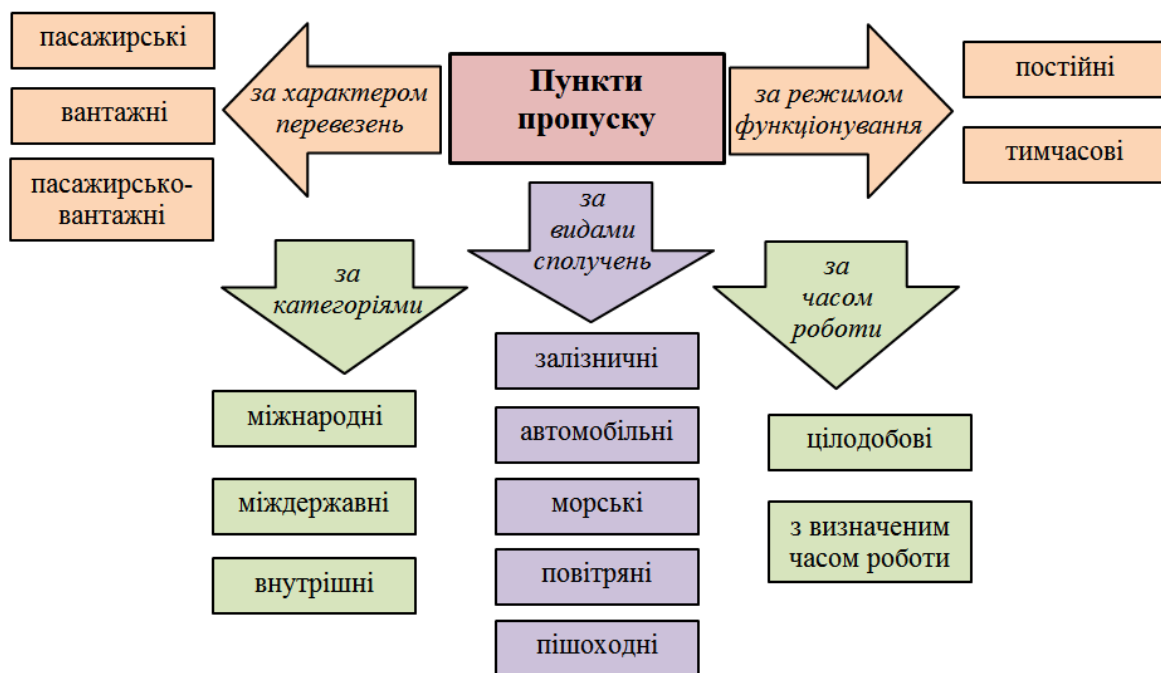 Пункти
пропуску
за характером
перевезень
пасажирські
вантажні
пасажирсько-
вантажні
за режимом
функціонування
постійні
тимчасові
за
категоріями
міжнародні
міждержавні
внутрішні
за
видами
сполучень
залізничні
автомобільні
морські
повітряні
пішоходні
за
часом
роботи
цілодобові
з визначеним
часом роботи